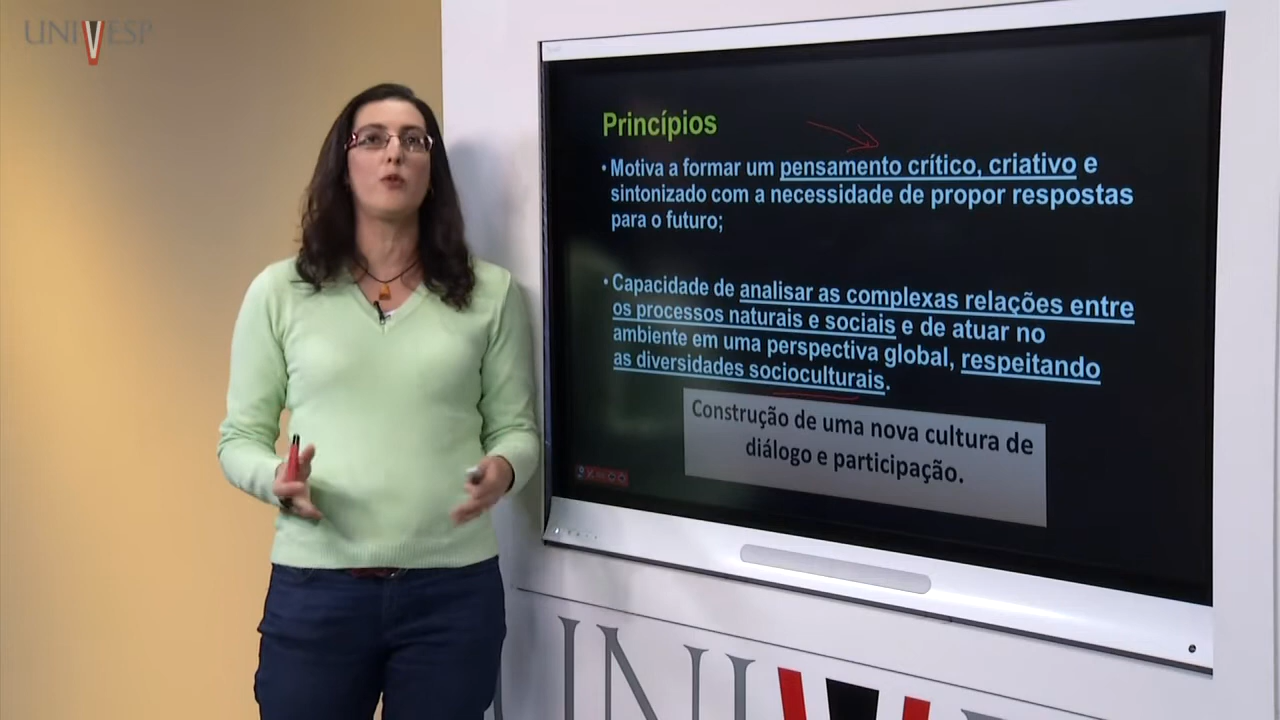 UNIVESP
Princípios
• Motiva a formar um pensamento crítico, criativo e
sintonizado com a necessidade de propor respostas
para o futuro;
• Capacidade de analisar as complexas relações entre
os processos naturais e sociais e de atuar no
ambiente em uma perspectiva global, respeitando
as diversidades socioculturais.
Construção de uma nova cultura de
diálogo e participação.
UNIVESP